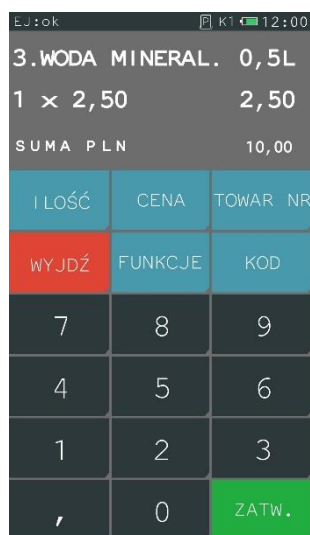 EJ:ok P K1 12:00
3.WODA MINERAL. 0,5L
1 x 2,50 2,50
SUMA PLN 10,00
ILOŚĆ CENA TOWAR NR
WYJDŹ FUNKCJE KOD
7 8 9
4 5 6
1 2 3
, 0 ZATW.